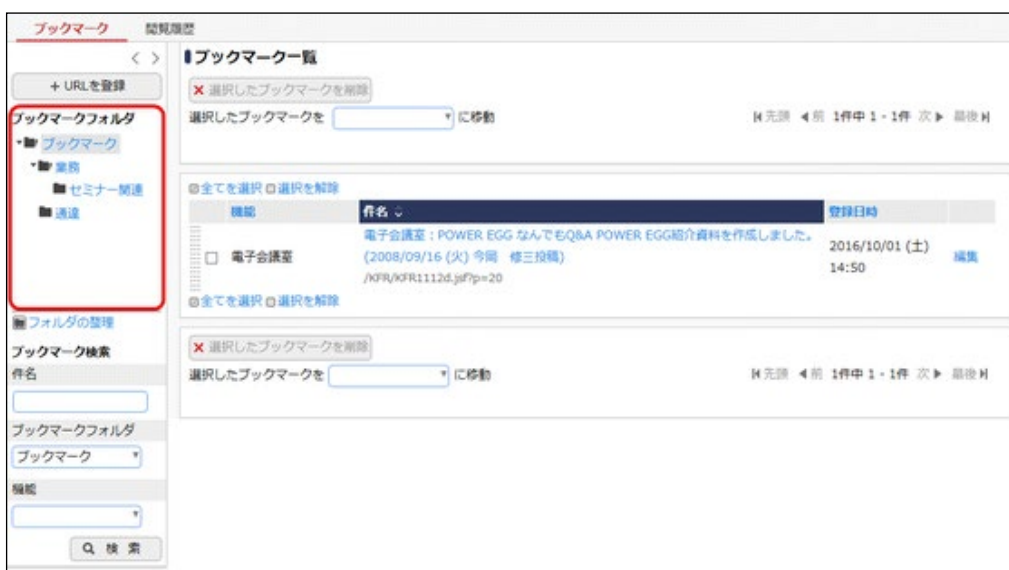 ブックマーク 閲覧履歴
< >
+ URLを登録
ブックマークフォルダ
ブックマーク
業務
セミナー関連
通達
フォルダの整理
ブックマーク検索
件名
ブックマークフォルダ
ブックマーク
機能
検 索
ブックマーク一覧
選択したブックマークを削除
選択したブックマークを に移動 先頭 前 1件中 1 - 1件 次 最後
全てを選択 選択を解除
機能 件名 登録日時
電子会議室 電子会議室:POWER EGG なんでもQ&A POWER EGG紹介資料を作成しました。
(2008/09/16 (火) 今岡 修三投稿)
/KFR/KFR1112d.jsf?p=20
2016/10/01 (土)
14:50
編集
全てを選択 選択を解除
選択したブックマークを削除
選択したブックマークを に移動 先頭 前 1件中 1 - 1件 次 最後